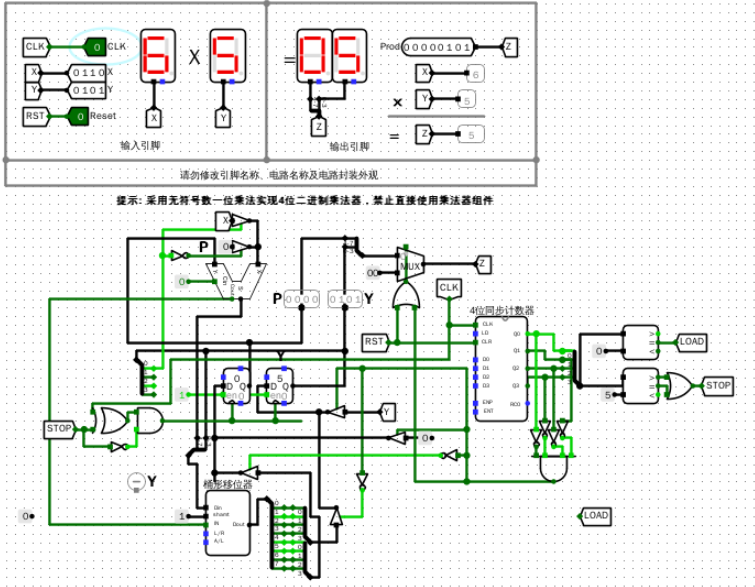 CLK 0 CLK
X 0110 X
Y 0101 Y
RST 0 Reset
6 X 5 = 05
X
Y
Z
Prod 00000101 Z
X 6
× Y 5
= Z 5
输入引脚
输出引脚
请勿修改引脚名称、电路名称及电路封装外观
提示: 采用无符号数一位乘法实现4位二进制乘法器，禁止直接使用乘法器组件
X
P 0
0
P 0000
0101 Y
00
MUX
Z
CLK
RST
4位同步计数器
CLK
LD
CLR
D0
D1
D2
D3
ENP
ENT
Q0
Q1
Q2
Q3
RCO
0
LOAD
5
STOP
Y
1
0
D Q
en 0
5
D Q
en 0
STOP
Y
0
Y
桶形移位器
0
1
Din
shamt
IN
L/R
A/L
Dout
LOAD